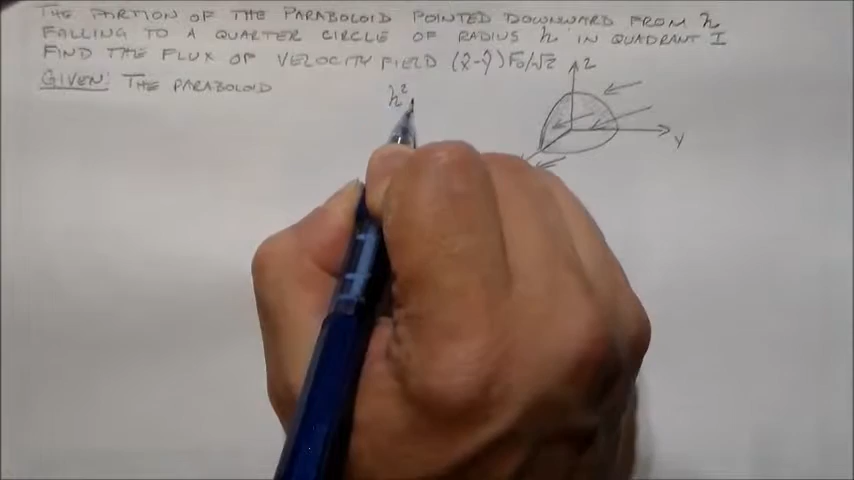 THE PORTION OF THE PARABOLOID POINTED DOWNWARD FROM h
FALLING TO A QUARTER CIRCLE OF RADIUS h IN QUADRANT I
FIND THE FLUX OF VELOCITY FIELD (x̂-ŷ)F₀/√2
GIVEN: THE PARABOLOID
h²
z
y